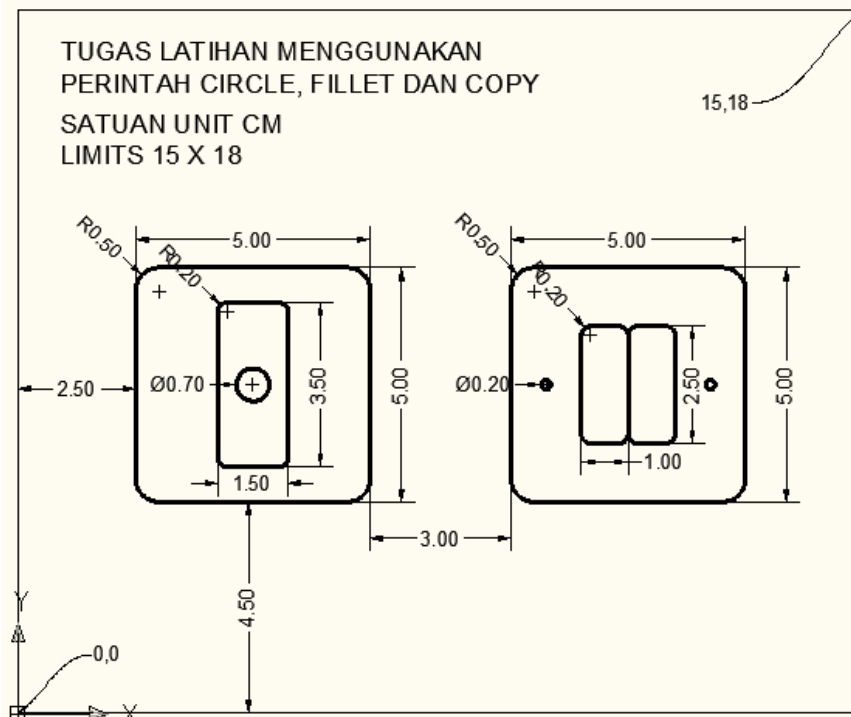 TUGAS LATIHAN MENGGUNAKAN
PERINTAH CIRCLE, FILLET DAN COPY
SATUAN UNIT CM
LIMITS 15 X 18
15,18
R0.50
5.00
R0.20
R0.50
5.00
R0.20
2.50
Ø0.70
3.50
5.00
Ø0.20
2.50
5.00
1.50
1.00
3.00
4.50
Y
0,0
X